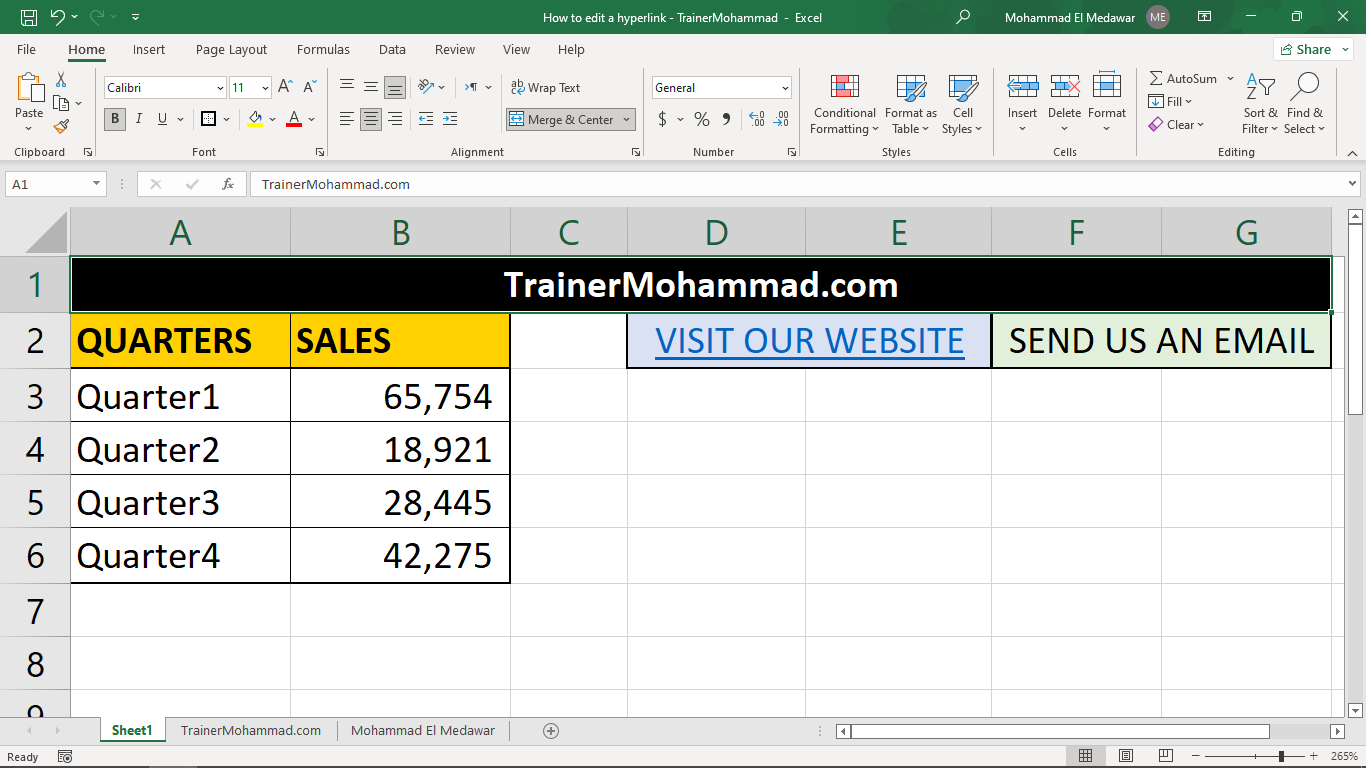 How to edit a hyperlink - TrainerMohammad - Excel
Mohammad El Medawar ME
File Home Insert Page Layout Formulas Data Review View Help Share
Paste
Calibri 11
B I U A
ab Wrap Text
Merge & Center
General
$ % 9
Conditional Formatting
Format as Table
Cell Styles
Insert Delete Format
AutoSum
Fill
Clear
Sort & Filter
Find & Select
Clipboard Font Alignment Number Styles Cells Editing
A1 fx TrainerMohammad.com
A B C D E F G
1 TrainerMohammad.com
2 QUARTERS SALES VISIT OUR WEBSITE SEND US AN EMAIL
3 Quarter1 65,754
4 Quarter2 18,921
5 Quarter3 28,445
6 Quarter4 42,275
7
8
9
Sheet1 TrainerMohammad.com Mohammad El Medawar
Ready 265%